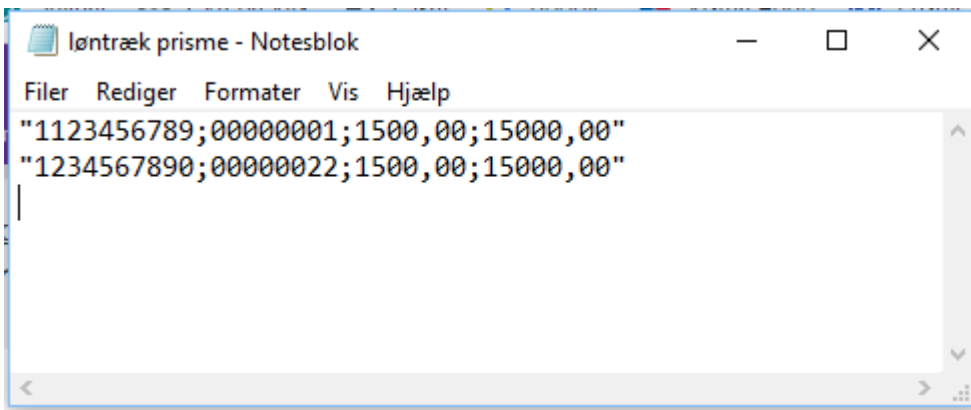 løntræk prisme - Notesblok
Filer Rediger Formater Vis Hjælp
"1123456789;00000001;1500,00;15000,00"
"1234567890;00000022;1500,00;15000,00"